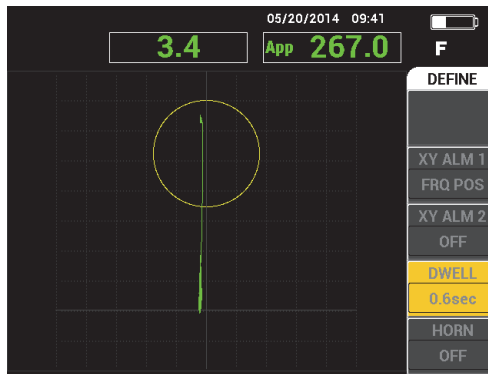 05/20/2014 09:41
3.4
App 267.0
F
DEFINE
XY ALM 1
FRQ POS
XY ALM 2
OFF
DWELL
0.6sec
HORN
OFF